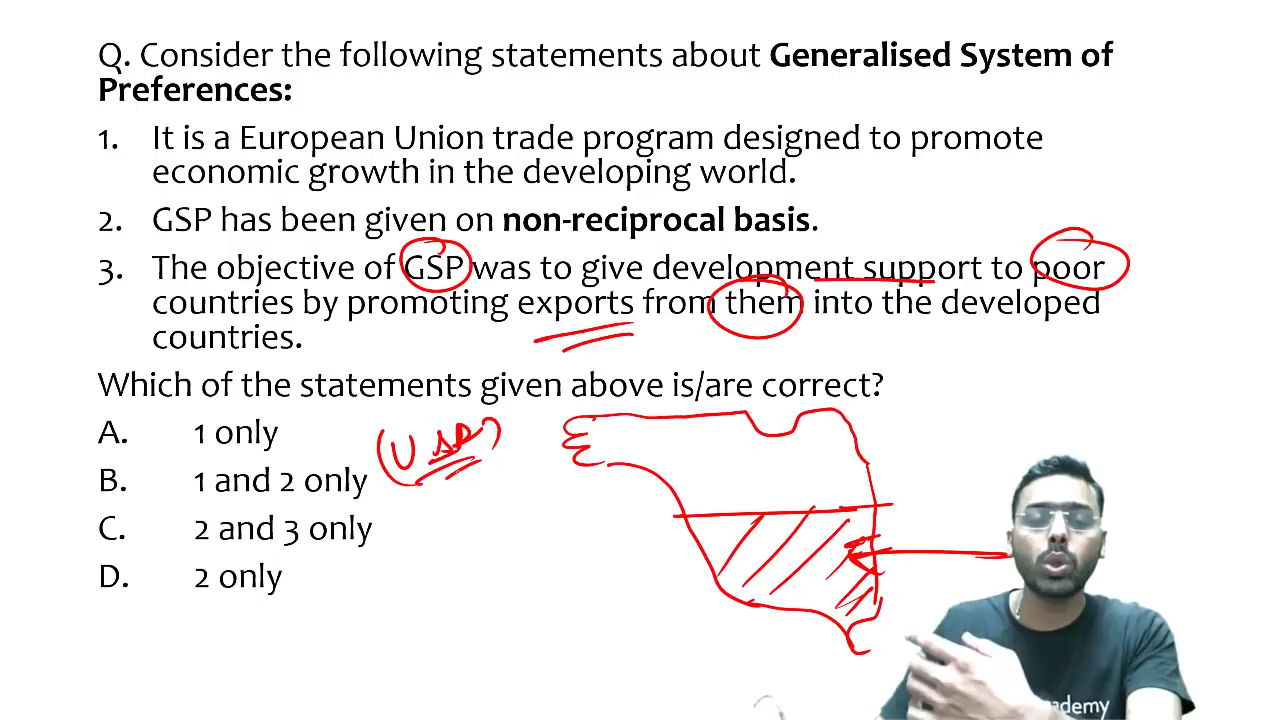 Q. Consider the following statements about Generalised System of
Preferences:
1. It is a European Union trade program designed to promote
economic growth in the developing world.
2. GSP has been given on non-reciprocal basis.
3. The objective of GSP was to give development support to poor
countries by promoting exports from them into the developed
countries.
Which of the statements given above is/are correct?
A. 1 only
B. 1 and 2 only
C. 2 and 3 only
D. 2 only